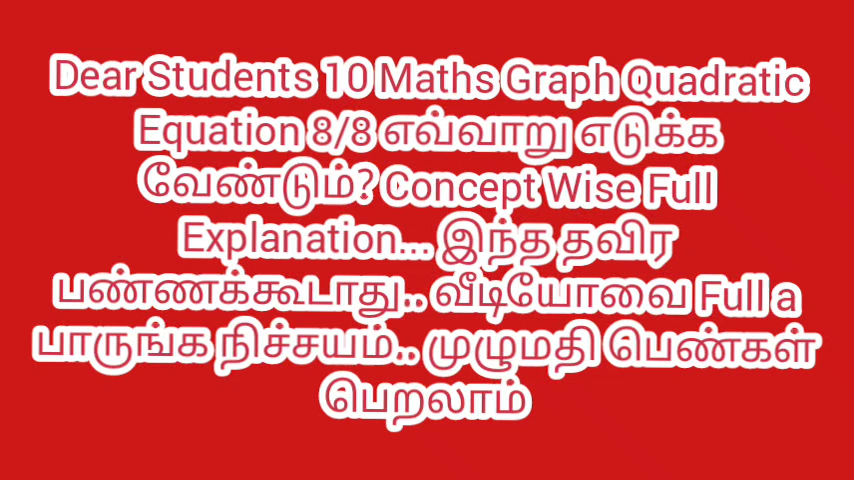 Dear Students 10 Maths Graph Quadratic
Equation 8/8 எவ்வாறு எடுக்க
வேண்டும்? Concept Wise Full
Explanation... இந்த தவிர
பண்ணக்கூடாது.. வீடியோவை Full a
பாருங்க நிச்சயம்.. முழுமதி பெண்கள்
பெறலாம்